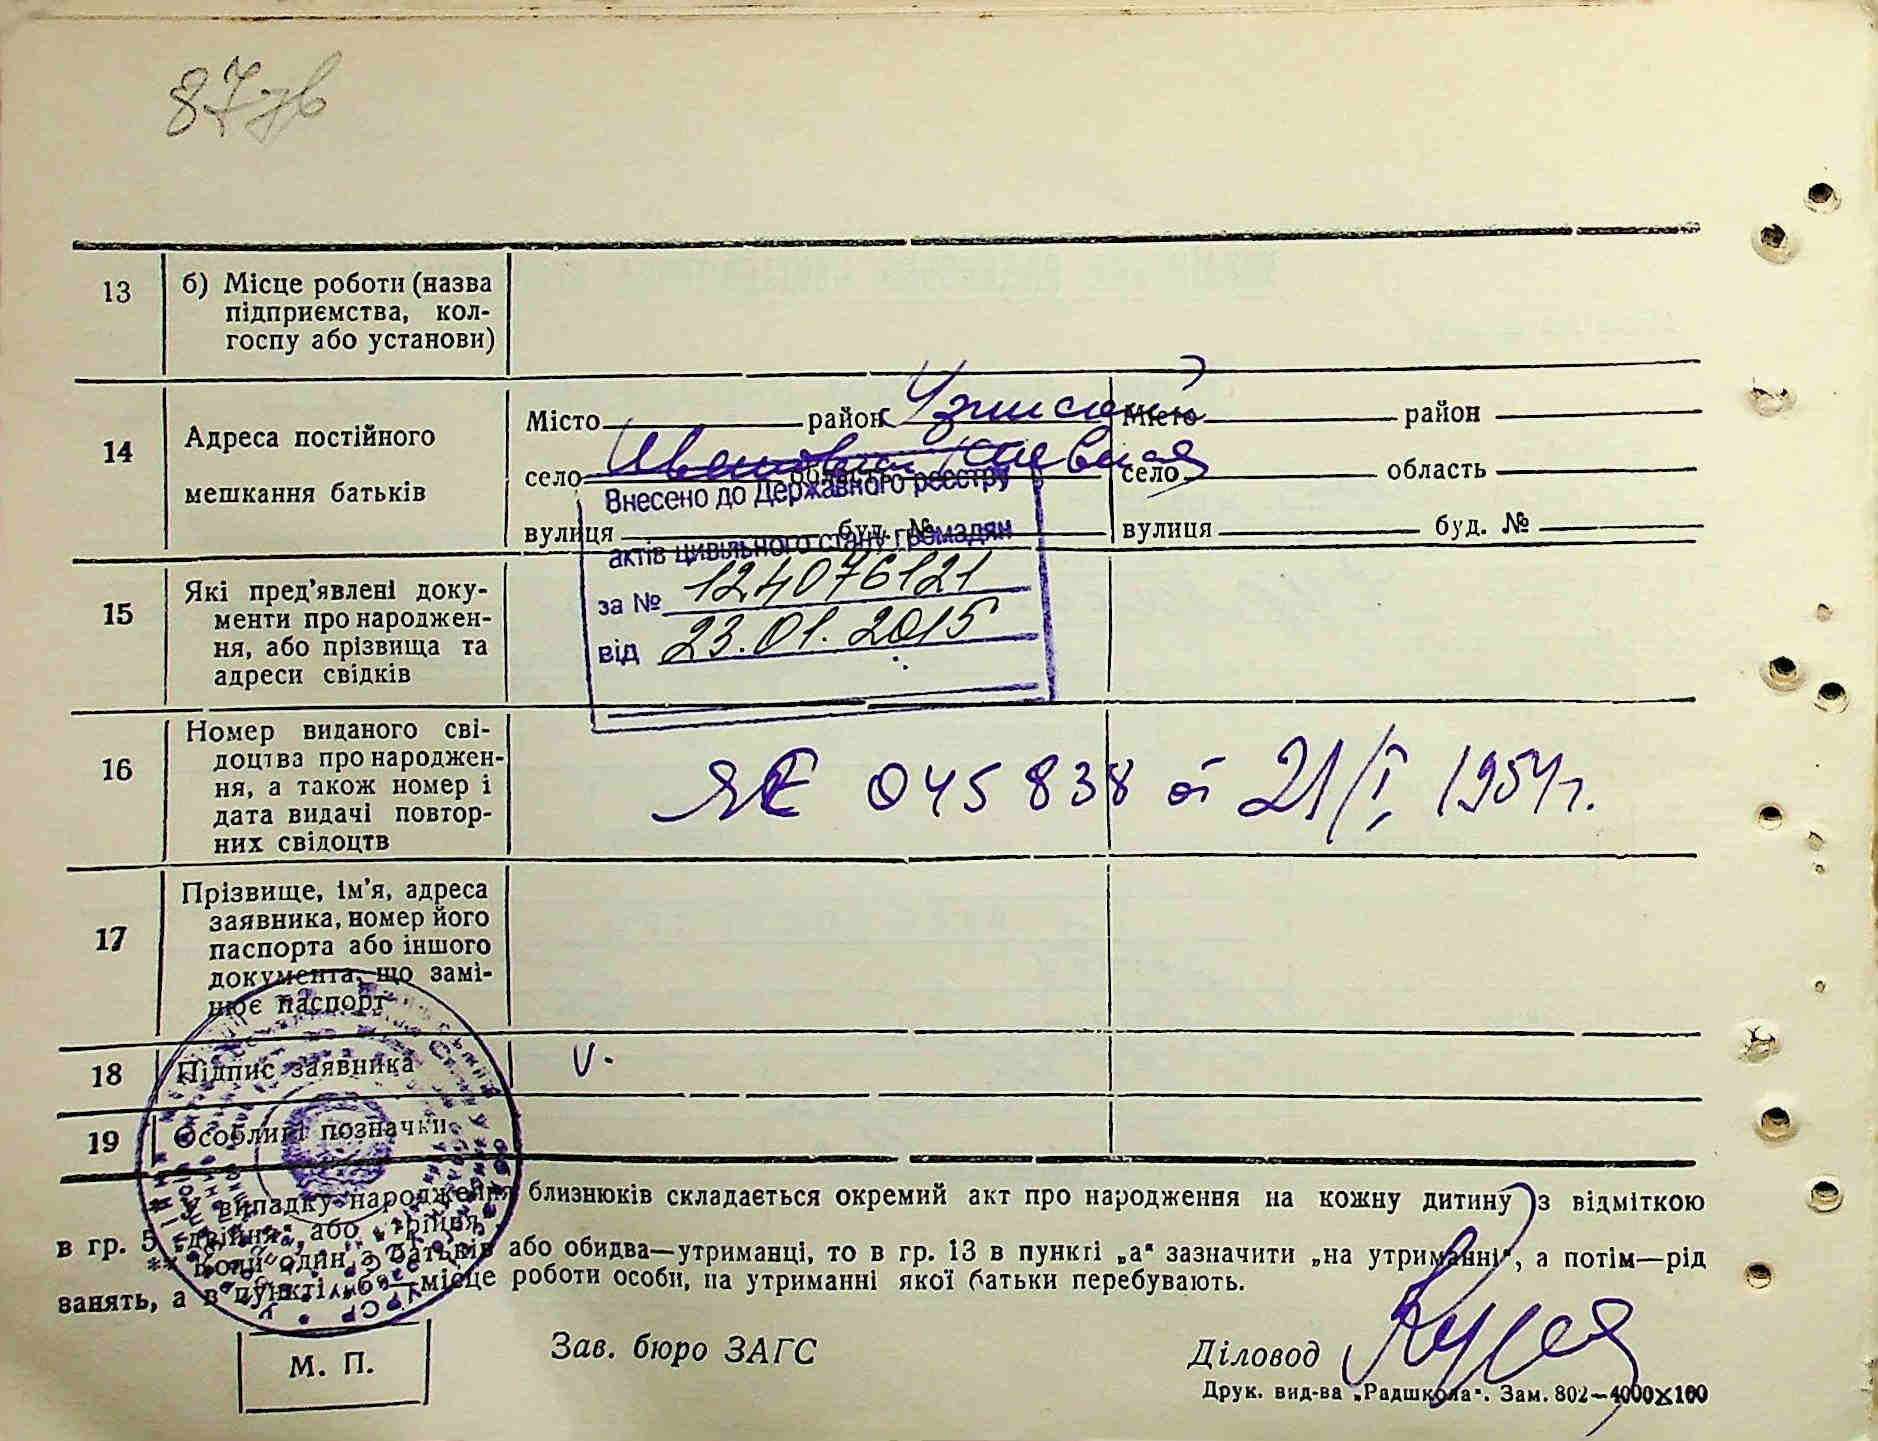 87зв
13 б) Місце роботи (назва
підприємства, кол-
госпу або установи)
14 Адреса постійного
мешкання батьків
Місто район Місто район
село область село область
вулиця буд. № вулиця буд. №
Внесено до Державного реєстру
актів цивільного стану громадян
за № 124076121
від 23.01.2015
15 Які пред'явлені доку-
менти про народжен-
ня, або прізвища та
адреси свідків
16 Номер виданого сві-
доцтва про народжен-
ня, а також номер і
дата видачі повтор-
них свідоцтв
ЯЕ 045838 от 21/I, 1954г.
17 Прізвище, ім'я, адреса
заявника, номер його
паспорта або іншого
документа, що замі-
нює паспорт
18 Підпис заявника V.
19 Особливі позначки
* У випадку народження близнюків складається окремий акт про народження на кожну дитину з відміткою
в гр. 5 „двійня“, або „трійня“.
** Коли один з батьків або обидва—утриманці, то в гр. 13 в пункті „а“ зазначити „на утриманні“, а потім—рід
занять, а в пункті „б“—місце роботи особи, на утриманні якої батьки перебувають.
М. П.
Зав. бюро ЗАГС Діловод
Друк. вид-ва „Радшкола“. Зам. 802—4000×100